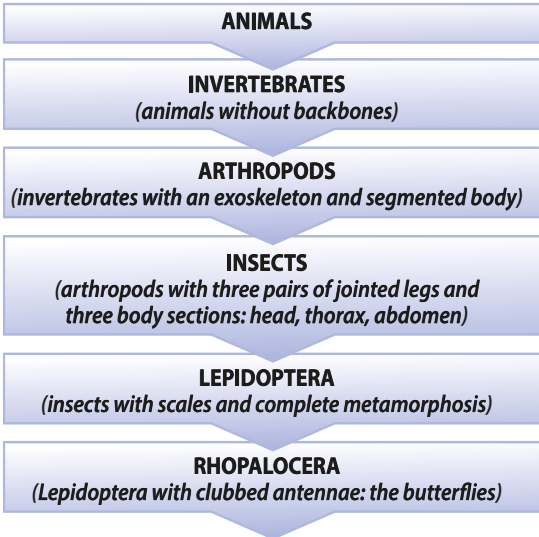 ANIMALS
INVERTEBRATES
(animals without backbones)
ARTHROPODS
(invertebrates with an exoskeleton and segmented body)
INSECTS
(arthropods with three pairs of jointed legs and
three body sections: head, thorax, abdomen)
LEPIDOPTERA
(insects with scales and complete metamorphosis)
RHOPALOCERA
(Lepidoptera with clubbed antennae: the butterflies)